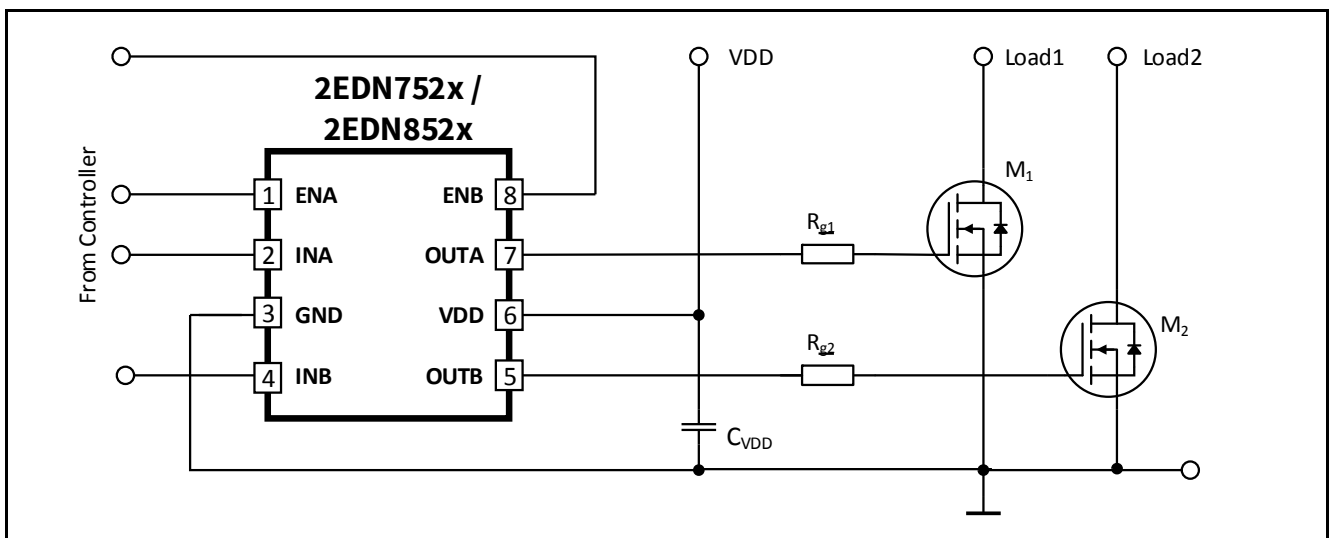 VDD
Load1
Load2
2EDN752x /
2EDN852x
From Controller
M1
1 ENA ENB 8
Rg1
2 INA OUTA 7
3 GND VDD 6
M2
Rg2
4 INB OUTB 5
CVDD